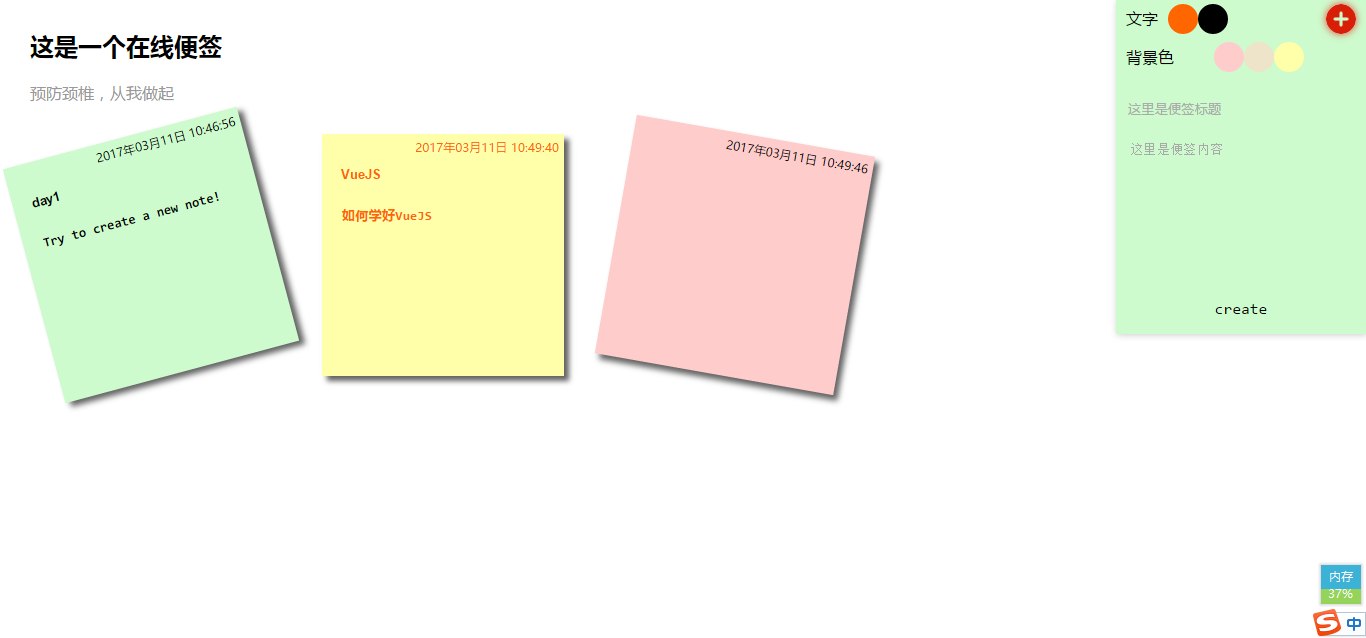 这是一个在线便签
预防颈椎，从我做起
2017年03月11日 10:46:56
day1
Try to create a new note!
2017年03月11日 10:49:40
VueJS
如何学好VueJS
2017年03月11日 10:49:46
文字
背景色
这里是便签标题
这里是便签内容
create
内存
37%
S 中